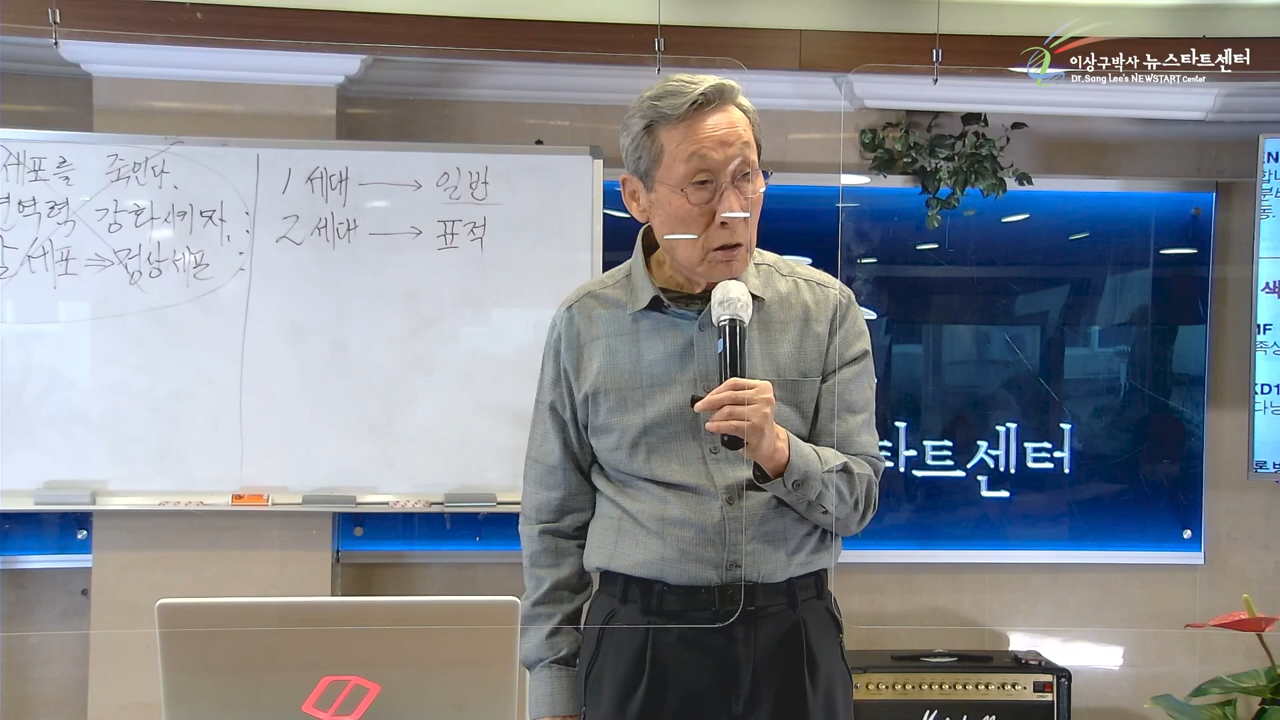 이상구박사 뉴스타트센터
Dr. Sang Lee's NEWSTART Center
세포를 죽인다.
면역력 강화시키자.
세포 → 정상세포
1 세대 → 일반
2 세대 → 표적
타트센터
Marshall